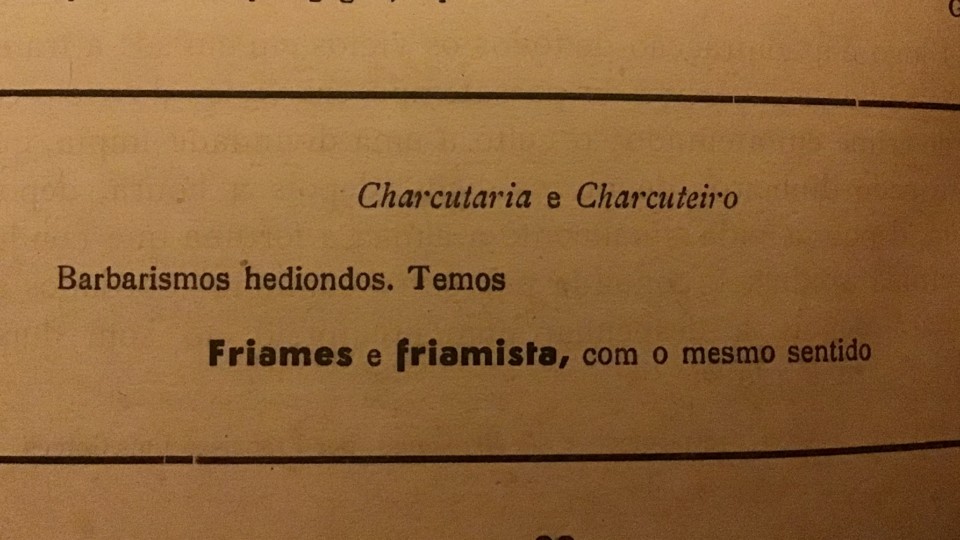 Charcutaria e Charcuteiro
Barbarismos hediondos. Temos
Friames e friamista, com o mesmo sentido